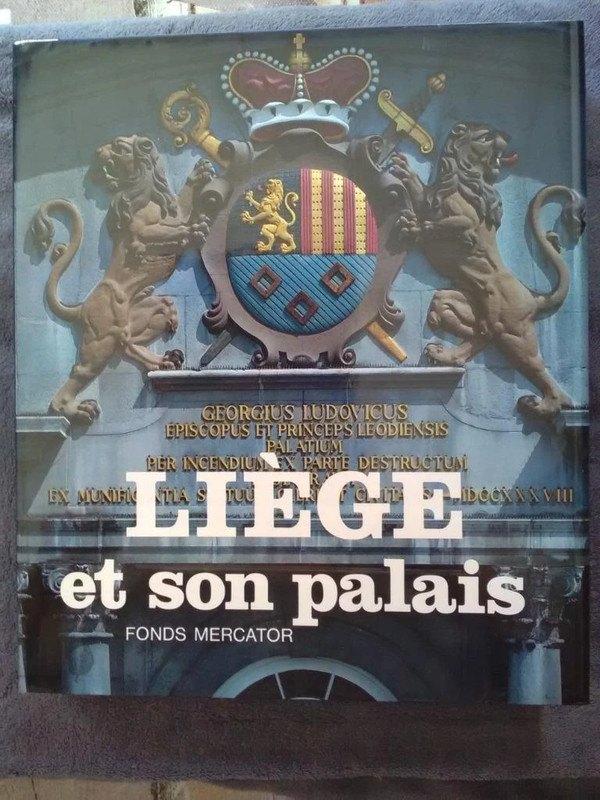 GEORGIUS LUDOVICUS
EPISCOPUS ET PRINCEPS LEODIENSIS
PALATIUM
PER INCENDIUM EX PARTE DESTRUCTUM
EX MUNIFICENTIA
LIÈGE
et son palais
FONDS MERCATOR